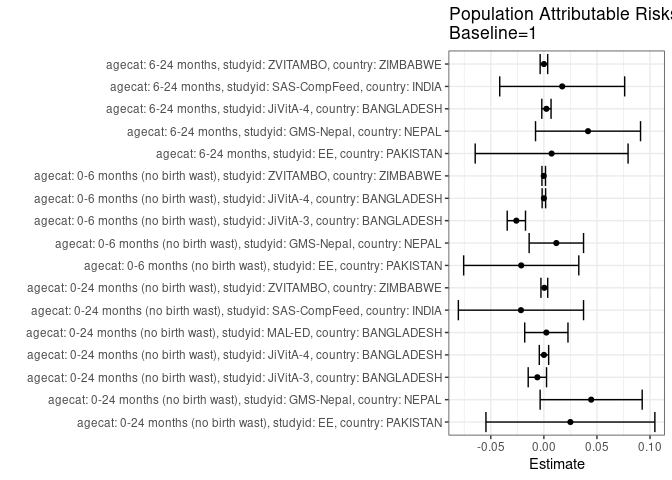 Population Attributable Risks
Baseline=1
agecat: 6-24 months, studyid: ZVITAMBO, country: ZIMBABWE
agecat: 6-24 months, studyid: SAS-CompFeed, country: INDIA
agecat: 6-24 months, studyid: JiVitA-4, country: BANGLADESH
agecat: 6-24 months, studyid: GMS-Nepal, country: NEPAL
agecat: 6-24 months, studyid: EE, country: PAKISTAN
agecat: 0-6 months (no birth wast), studyid: ZVITAMBO, country: ZIMBABWE
agecat: 0-6 months (no birth wast), studyid: JiVitA-4, country: BANGLADESH
agecat: 0-6 months (no birth wast), studyid: JiVitA-3, country: BANGLADESH
agecat: 0-6 months (no birth wast), studyid: GMS-Nepal, country: NEPAL
agecat: 0-6 months (no birth wast), studyid: EE, country: PAKISTAN
agecat: 0-24 months (no birth wast), studyid: ZVITAMBO, country: ZIMBABWE
agecat: 0-24 months (no birth wast), studyid: SAS-CompFeed, country: INDIA
agecat: 0-24 months (no birth wast), studyid: MAL-ED, country: BANGLADESH
agecat: 0-24 months (no birth wast), studyid: JiVitA-4, country: BANGLADESH
agecat: 0-24 months (no birth wast), studyid: JiVitA-3, country: BANGLADESH
agecat: 0-24 months (no birth wast), studyid: GMS-Nepal, country: NEPAL
agecat: 0-24 months (no birth wast), studyid: EE, country: PAKISTAN
-0.05 0.00 0.05 0.10
Estimate